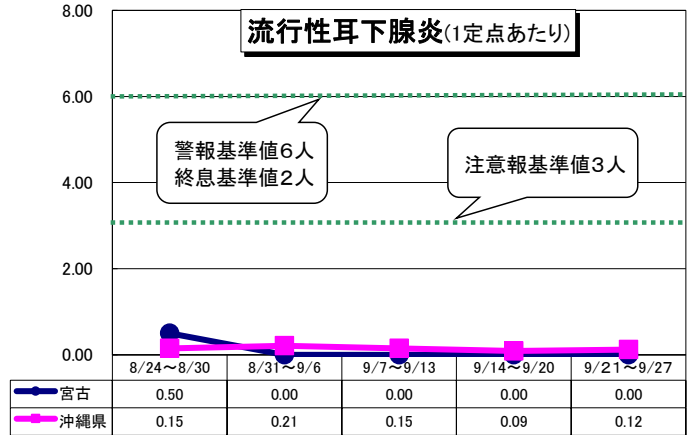 流行性耳下腺炎(1定点あたり)
8.00
6.00
警報基準値6人
終息基準値2人
注意報基準値3人
4.00
2.00
0.00
8/24～8/30 8/31～9/6 9/7～9/13 9/14～9/20 9/21～9/27
宮古 0.50 0.00 0.00 0.00 0.00
沖縄県 0.15 0.21 0.15 0.09 0.12